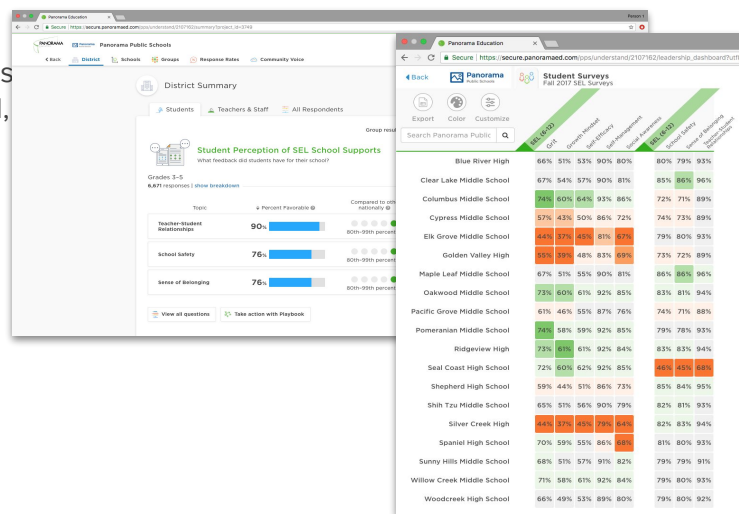 s
,
Panorama Education
Person 1
Secure | https://secure.panoramaed.com/pps/understand/2107162/summary?project_id=3749
PANORAMA
Panorama Public Schools
Back
District
Schools
Groups
Response Rates
Community Voice
District Summary
Students
Teachers & Staff
All Respondents
Group resul
Student Perception of SEL School Supports
What feedback did students have for their school?
Grades 3–5
6,671 responses | show breakdown
Topic
Percent Favorable
Compared to oth
nationally
Teacher-Student
Relationships
90%
80th-99th percent
School Safety
76%
80th-99th percent
Sense of Belonging
76%
80th-99th percent
View all questions
Take action with Playbook
Panorama Education
Secure | https://secure.panoramaed.com/pps/understand/2107162/leadership_dashboard?utf
Back
Panorama
Public Schools
Student Surveys
Fall 2017 SEL Surveys
Export
Color
Customize
Search Panorama Public
SEL (6-12)
Grit
Growth Mindset
Self-Efficacy
Self-Management
Social Awareness
SEL (6-12)
School Safety
Sense of Belonging
Teacher-Student
Relationships
Blue River High 66% 51% 53% 90% 80% 80% 79% 93%
Clear Lake Middle School 67% 54% 57% 90% 81% 85% 86% 96%
Columbus Middle School 74% 60% 64% 93% 86% 72% 71% 89%
Cypress Middle School 57% 43% 50% 86% 72% 74% 73% 89%
Elk Grove Middle School 44% 37% 45% 81% 67% 79% 80% 93%
Golden Valley High 55% 39% 48% 83% 69% 73% 72% 89%
Maple Leaf Middle School 67% 51% 55% 90% 81% 86% 86% 96%
Oakwood Middle School 73% 60% 61% 92% 85% 83% 81% 94%
Pacific Grove Middle School 61% 46% 55% 87% 76% 74% 71% 88%
Pomeranian Middle School 74% 58% 59% 92% 85% 79% 78% 93%
Ridgeview High 73% 61% 61% 92% 84% 83% 83% 94%
Seal Coast High School 72% 60% 62% 92% 85% 46% 45% 68%
Shepherd High School 59% 44% 51% 86% 73% 85% 84% 95%
Shih Tzu Middle School 65% 51% 56% 90% 79% 82% 81% 93%
Silver Creek High 44% 37% 45% 79% 64% 82% 83% 94%
Spaniel High School 70% 59% 55% 86% 68% 81% 80% 93%
Sunny Hills Middle School 68% 51% 57% 91% 82% 79% 79% 91%
Willow Creek Middle School 71% 58% 61% 92% 84% 79% 80% 93%
Woodcreek High School 66% 49% 53% 89% 80% 79% 80% 92%